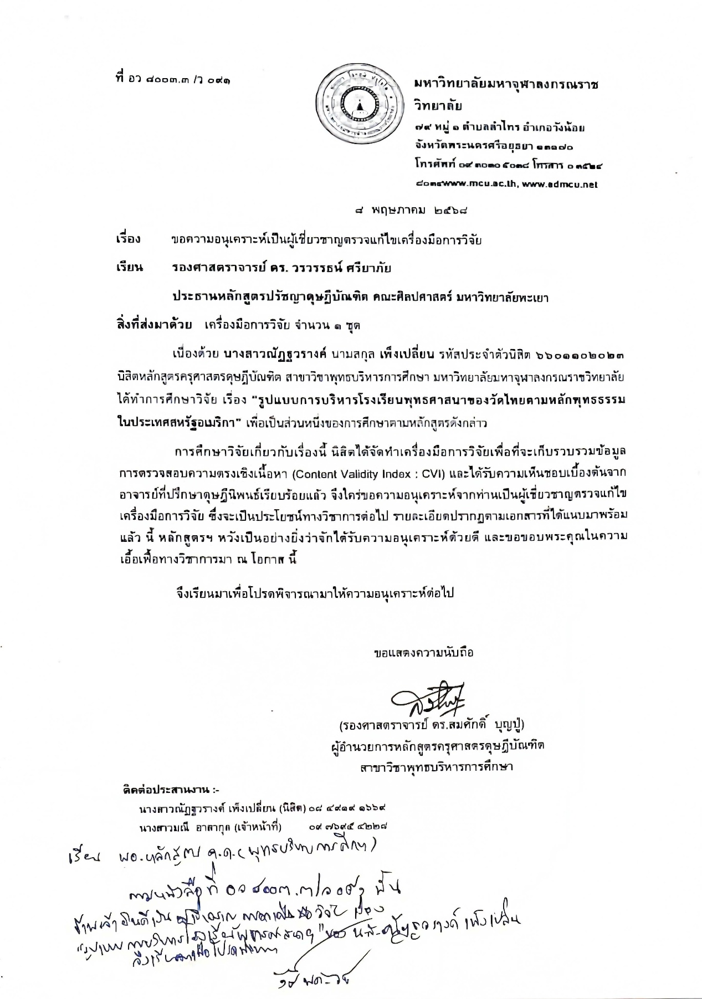 ที่ อว ๘๐๐๓.๓ /ว ๐๙๑
มหาวิทยาลัยมหาจุฬาลงกรณราช
วิทยาลัย
๗๙ หมู่ ๑ ตำบลลำไทร อำเภอวังน้อย
จังหวัดพระนครศรีอยุธยา ๑๓๑๗๐
โทรศัพท์ โทรสาร ๐ ๓๕๒๔
www.mcu.ac.th, www.edmcu.net
๘ พฤษภาคม ๒๕๖๘
เรื่อง ขอความอนุเคราะห์เป็นผู้เชี่ยวชาญตรวจแก้ไขเครื่องมือการวิจัย
เรียน รองศาสตราจารย์ ดร. วรวรรธน์ ศรียาภัย
ประธานหลักสูตรปรัชญาดุษฎีบัณฑิต คณะศิลปศาสตร์ มหาวิทยาลัยพะเยา
สิ่งที่ส่งมาด้วย เครื่องมือการวิจัย จำนวน ๑ ชุด
เนื่องด้วย นางสาวณัฏฐวรางค์ นามสกุล เพ็งเปลี่ยน รหัสประจำตัวนิสิต ๖๖๐๑๑๐๒๐๒๓
นิสิตหลักสูตรครุศาสตรดุษฎีบัณฑิต สาขาวิชาพุทธบริหารการศึกษา มหาวิทยาลัยมหาจุฬาลงกรณราชวิทยาลัย
ได้ทำการศึกษาวิจัย เรื่อง “รูปแบบการบริหารโรงเรียนพุทธศาสนาของวัดไทยตามหลักพุทธธรรม
ในประเทศสหรัฐอเมริกา” เพื่อเป็นส่วนหนึ่งของการศึกษาตามหลักสูตรดังกล่าว
การศึกษาวิจัยเกี่ยวกับเรื่องนี้ นิสิตได้จัดทำเครื่องมือการวิจัยเพื่อที่จะเก็บรวบรวมข้อมูล
การตรวจสอบความตรงเชิงเนื้อหา (Content Validity Index : CVI) และได้รับความเห็นชอบเบื้องต้นจาก
อาจารย์ที่ปรึกษาดุษฎีนิพนธ์เรียบร้อยแล้ว จึงใคร่ขอความอนุเคราะห์จากท่านเป็นผู้เชี่ยวชาญตรวจแก้ไข
เครื่องมือการวิจัย ซึ่งจะเป็นประโยชน์ทางวิชาการต่อไป รายละเอียดปรากฏตามเอกสารที่ได้แนบมาพร้อม
แล้ว นี้ หลักสูตรฯ หวังเป็นอย่างยิ่งว่าจักได้รับความอนุเคราะห์ด้วยดี และขอขอบพระคุณในความ
เอื้อเฟื้อทางวิชาการมา ณ โอกาส นี้
จึงเรียนมาเพื่อโปรดพิจารณามาให้ความอนุเคราะห์ต่อไป
ขอแสดงความนับถือ
(รองศาสตราจารย์ ดร.สมศักดิ์ บุญปู่)
ผู้อำนวยการหลักสูตรครุศาสตรดุษฎีบัณฑิต
สาขาวิชาพุทธบริหารการศึกษา
ติดต่อประสานงาน :-
นางสาวณัฏฐวรางค์ เพ็งเปลี่ยน (นิสิต) ๐๘ ๔๙๑๙ ๑๖๖๙
นางสาวมณี อาลากุล (เจ้าหน้าที่) ๐๙ ๗๖๙๕ ๔๒๒๘
เรียน ผอ.หลักสูตร ค.ด. (พุทธบริหารการศึกษา)
ตามหนังสือที่ อว ๘๐๐๓.๓/ว ๐๙๑ นั้น
ข้าพเจ้ายินดีเป็น เครื่องมือวิจัย เรื่อง
"รูปแบบการบริหารโรงเรียนพุทธศาสนาฯ" ของ น.ส.ณัฏฐวรางค์ เพ็งเปลี่ยน
จึงเรียนมาเพื่อโปรดพิจารณา